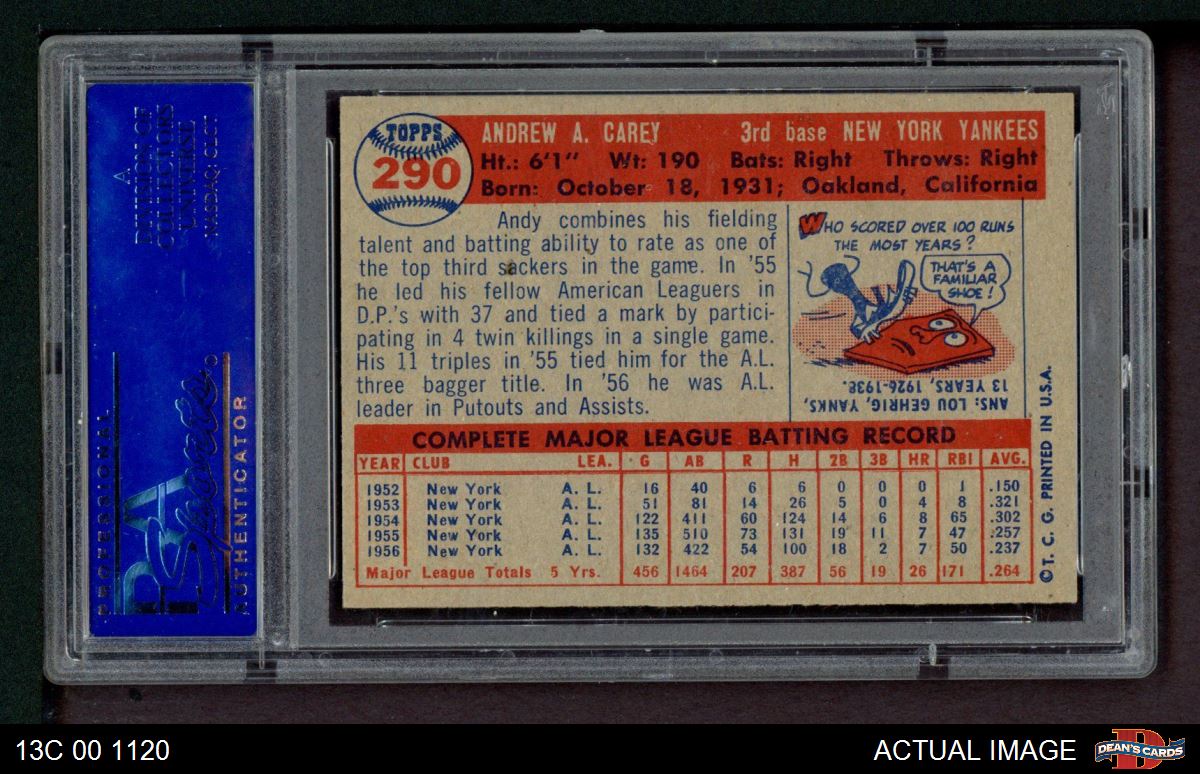 A
DIVISION OF
COLLECTORS
UNIVERSE
NASDAQ: CLCT
PROFESSIONAL
PSA
Sports
AUTHENTICATOR
TOPPS
290
ANDREW A. CAREY 3rd base NEW YORK YANKEES
Ht.: 6'1" Wt: 190 Bats: Right Throws: Right
Born: October 18, 1931; Oakland, California
Andy combines his fielding
talent and batting ability to rate as one of
the top third sackers in the game. In '55
he led his fellow American Leaguers in
D.P.'s with 37 and tied a mark by partici-
pating in 4 twin killings in a single game.
His 11 triples in '55 tied him for the A.L.
three bagger title. In '56 he was A.L.
leader in Putouts and Assists.
WHO SCORED OVER 100 RUNS
THE MOST YEARS?
THAT'S A
FAMILIAR
SHOE!
ANS: LOU GEHRIG, YANKS,
13 YEARS, 1926-1938.
COMPLETE MAJOR LEAGUE BATTING RECORD
YEAR CLUB LEA. G AB R H 2B 3B HR RBI AVG.
1952 New York A. L. 16 40 6 6 0 0 0 1 .150
1953 New York A. L. 51 81 14 26 5 0 4 8 .321
1954 New York A. L. 122 411 60 124 14 6 8 65 .302
1955 New York A. L. 135 510 73 131 19 11 7 47 .257
1956 New York A. L. 132 422 54 100 18 2 7 50 .237
Major League Totals 5 Yrs. 456 1464 207 387 56 19 26 171 .264
©T. C. G. PRINTED IN U.S.A.
13C 00 1120
ACTUAL IMAGE
DEAN'S CARDS